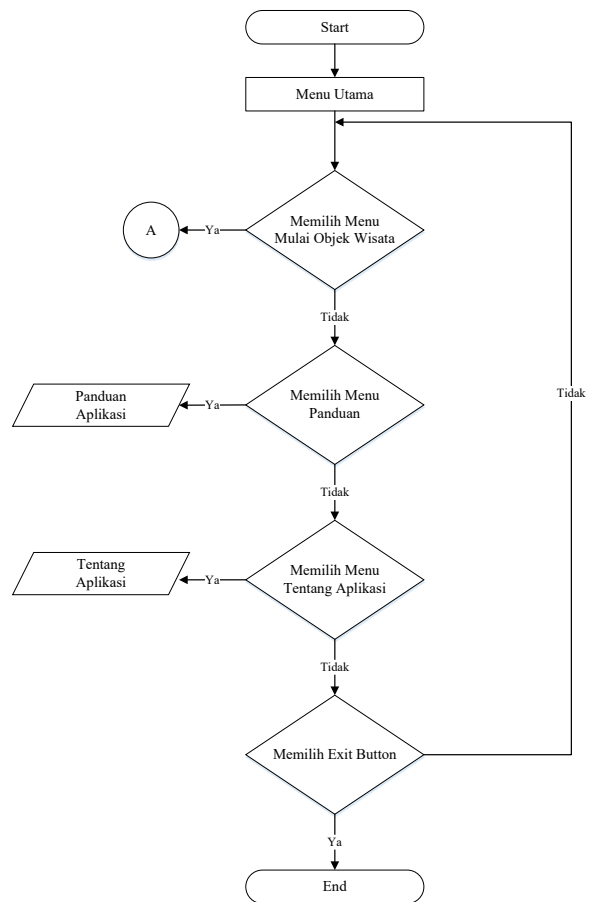 Start
Menu Utama
Memilih Menu
Mulai Objek Wisata
Ya
A
Tidak
Memilih Menu
Panduan
Ya
Panduan
Aplikasi
Tidak
Tidak
Memilih Menu
Tentang Aplikasi
Ya
Tentang
Aplikasi
Tidak
Memilih Exit Button
Ya
End